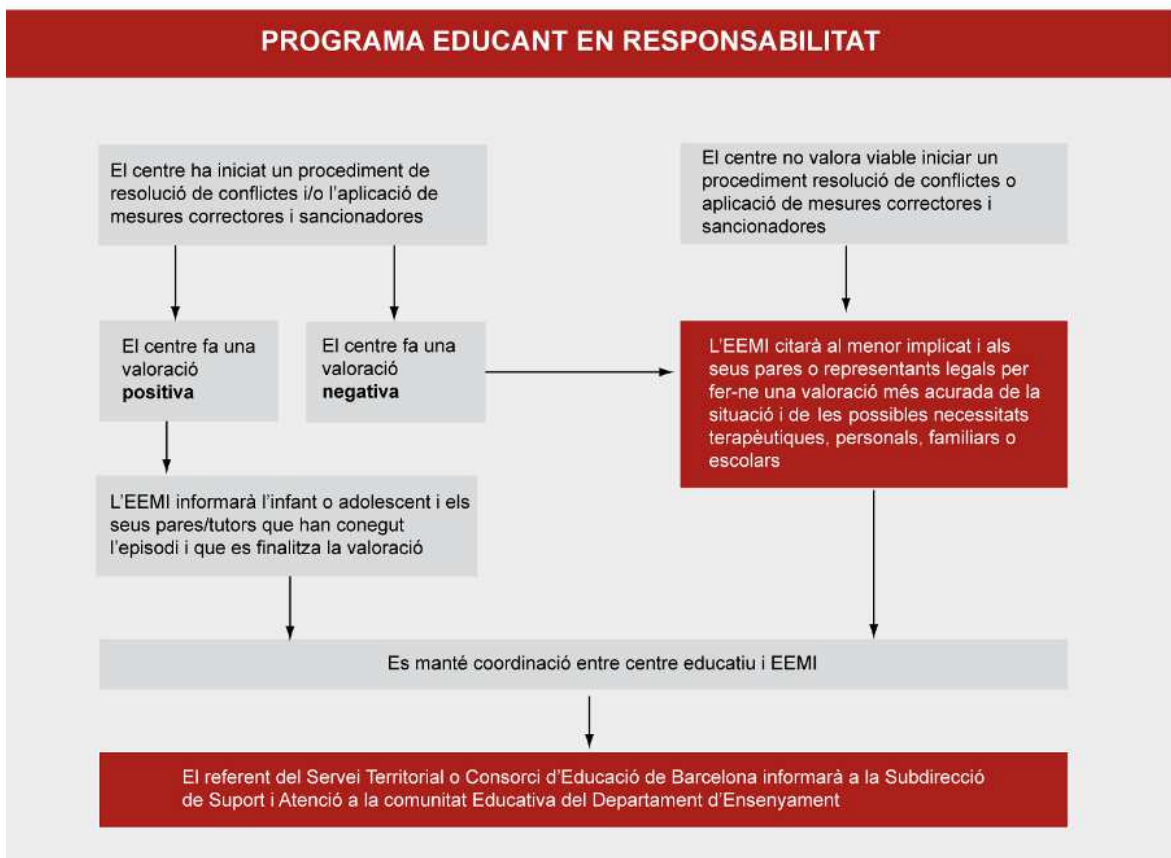 PROGRAMA EDUCANT EN RESPONSABILITAT
El centre ha iniciat un procediment de
resolució de conflictes i/o l'aplicació de
mesures correctores i sancionadores
El centre no valora viable iniciar un
procediment resolució de conflictes o
aplicació de mesures correctores i
sancionadores
El centre fa una
valoració
positiva
El centre fa una
valoració
negativa
L'EEMI citarà al menor implicat i als
seus pares o representants legals per
fer-ne una valoració més acurada de la
situació i de les possibles necessitats
terapèutiques, personals, familiars o
escolars
L'EEMI informarà l'infant o adolescent i els
seus pares/tutors que han conegut
l'episodi i que es finalitza la valoració
Es manté coordinació entre centre educatiu i EEMI
El referent del Servei Territorial o Consorci d'Educació de Barcelona informarà a la Subdirecció
de Suport i Atenció a la comunitat Educativa del Departament d'Ensenyament